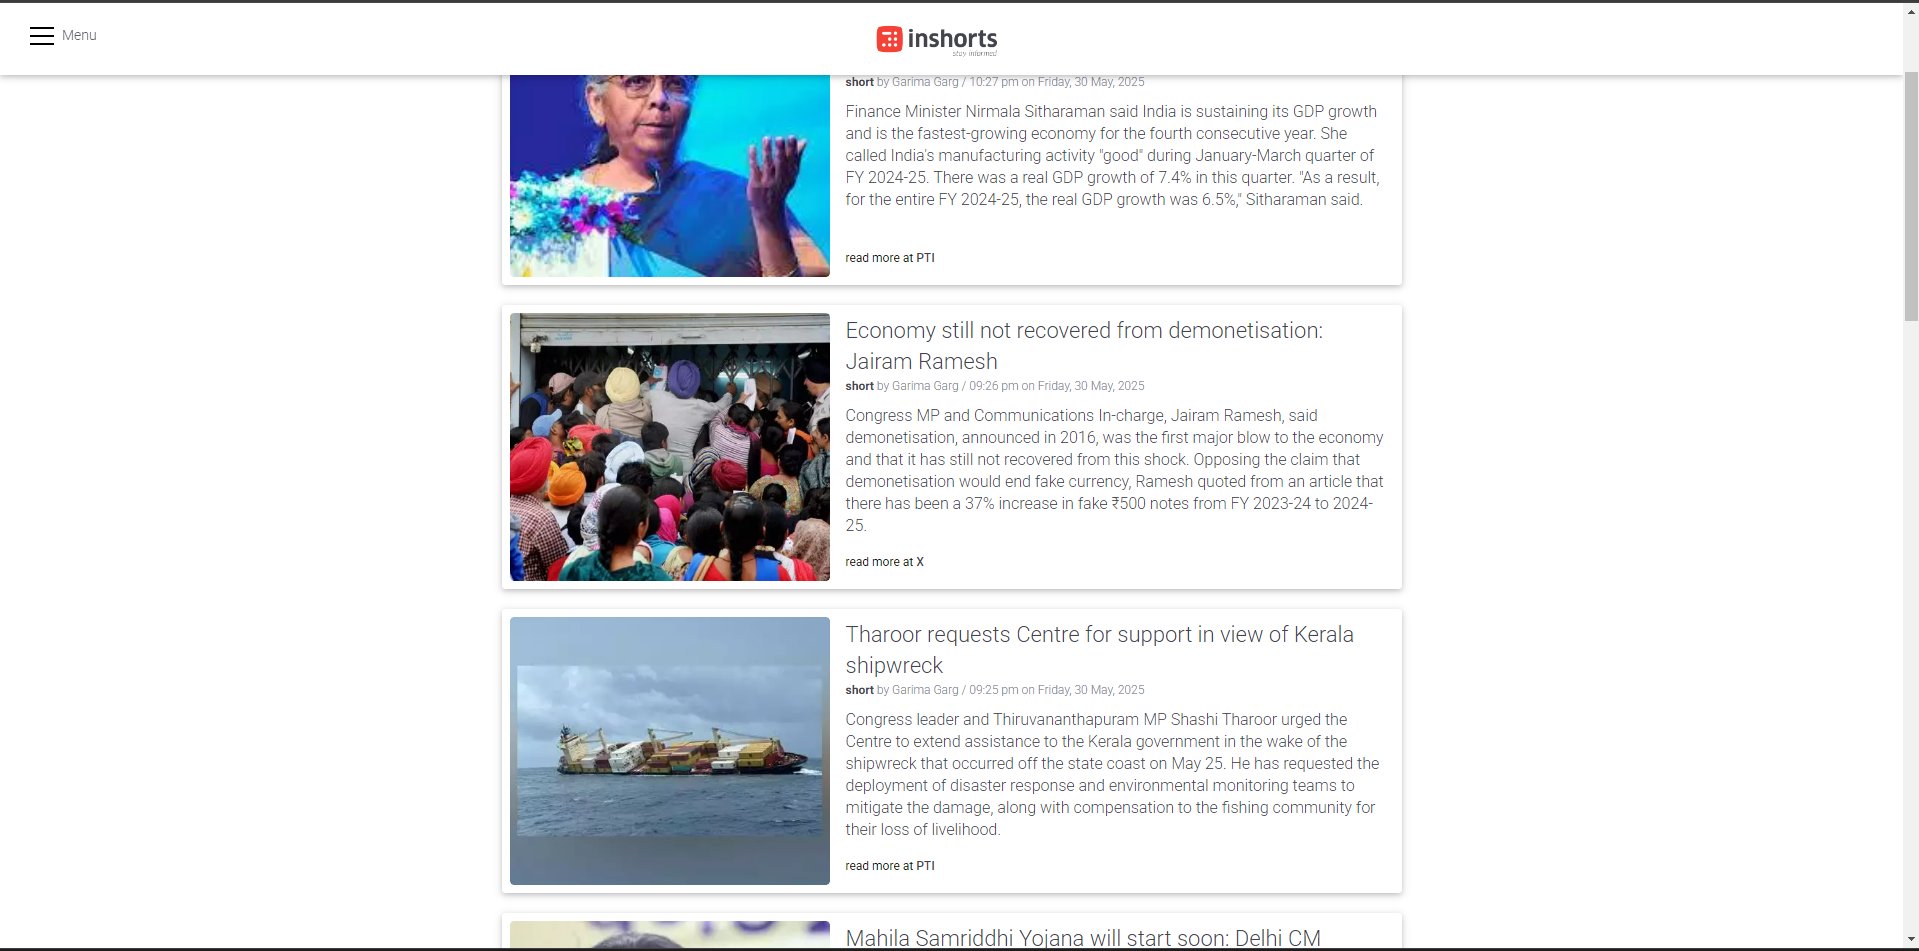 Menu
inshorts
stay informed
short by Garima Garg / 10:27 pm on Friday, 30 May, 2025
Finance Minister Nirmala Sitharaman said India is sustaining its GDP growth
and is the fastest-growing economy for the fourth consecutive year. She
called India's manufacturing activity "good" during January-March quarter of
FY 2024-25. There was a real GDP growth of 7.4% in this quarter. "As a result,
for the entire FY 2024-25, the real GDP growth was 6.5%," Sitharaman said.
read more at PTI
Economy still not recovered from demonetisation:
Jairam Ramesh
short by Garima Garg / 09:26 pm on Friday, 30 May, 2025
Congress MP and Communications In-charge, Jairam Ramesh, said
demonetisation, announced in 2016, was the first major blow to the economy
and that it has still not recovered from this shock. Opposing the claim that
demonetisation would end fake currency, Ramesh quoted from an article that
there has been a 37% increase in fake ₹500 notes from FY 2023-24 to 2024-
25.
read more at X
Tharoor requests Centre for support in view of Kerala
shipwreck
short by Garima Garg / 09:25 pm on Friday, 30 May, 2025
Congress leader and Thiruvananthapuram MP Shashi Tharoor urged the
Centre to extend assistance to the Kerala government in the wake of the
shipwreck that occurred off the state coast on May 25. He has requested the
deployment of disaster response and environmental monitoring teams to
mitigate the damage, along with compensation to the fishing community for
their loss of livelihood.
read more at PTI
Mahila Samriddhi Yojana will start soon: Delhi CM